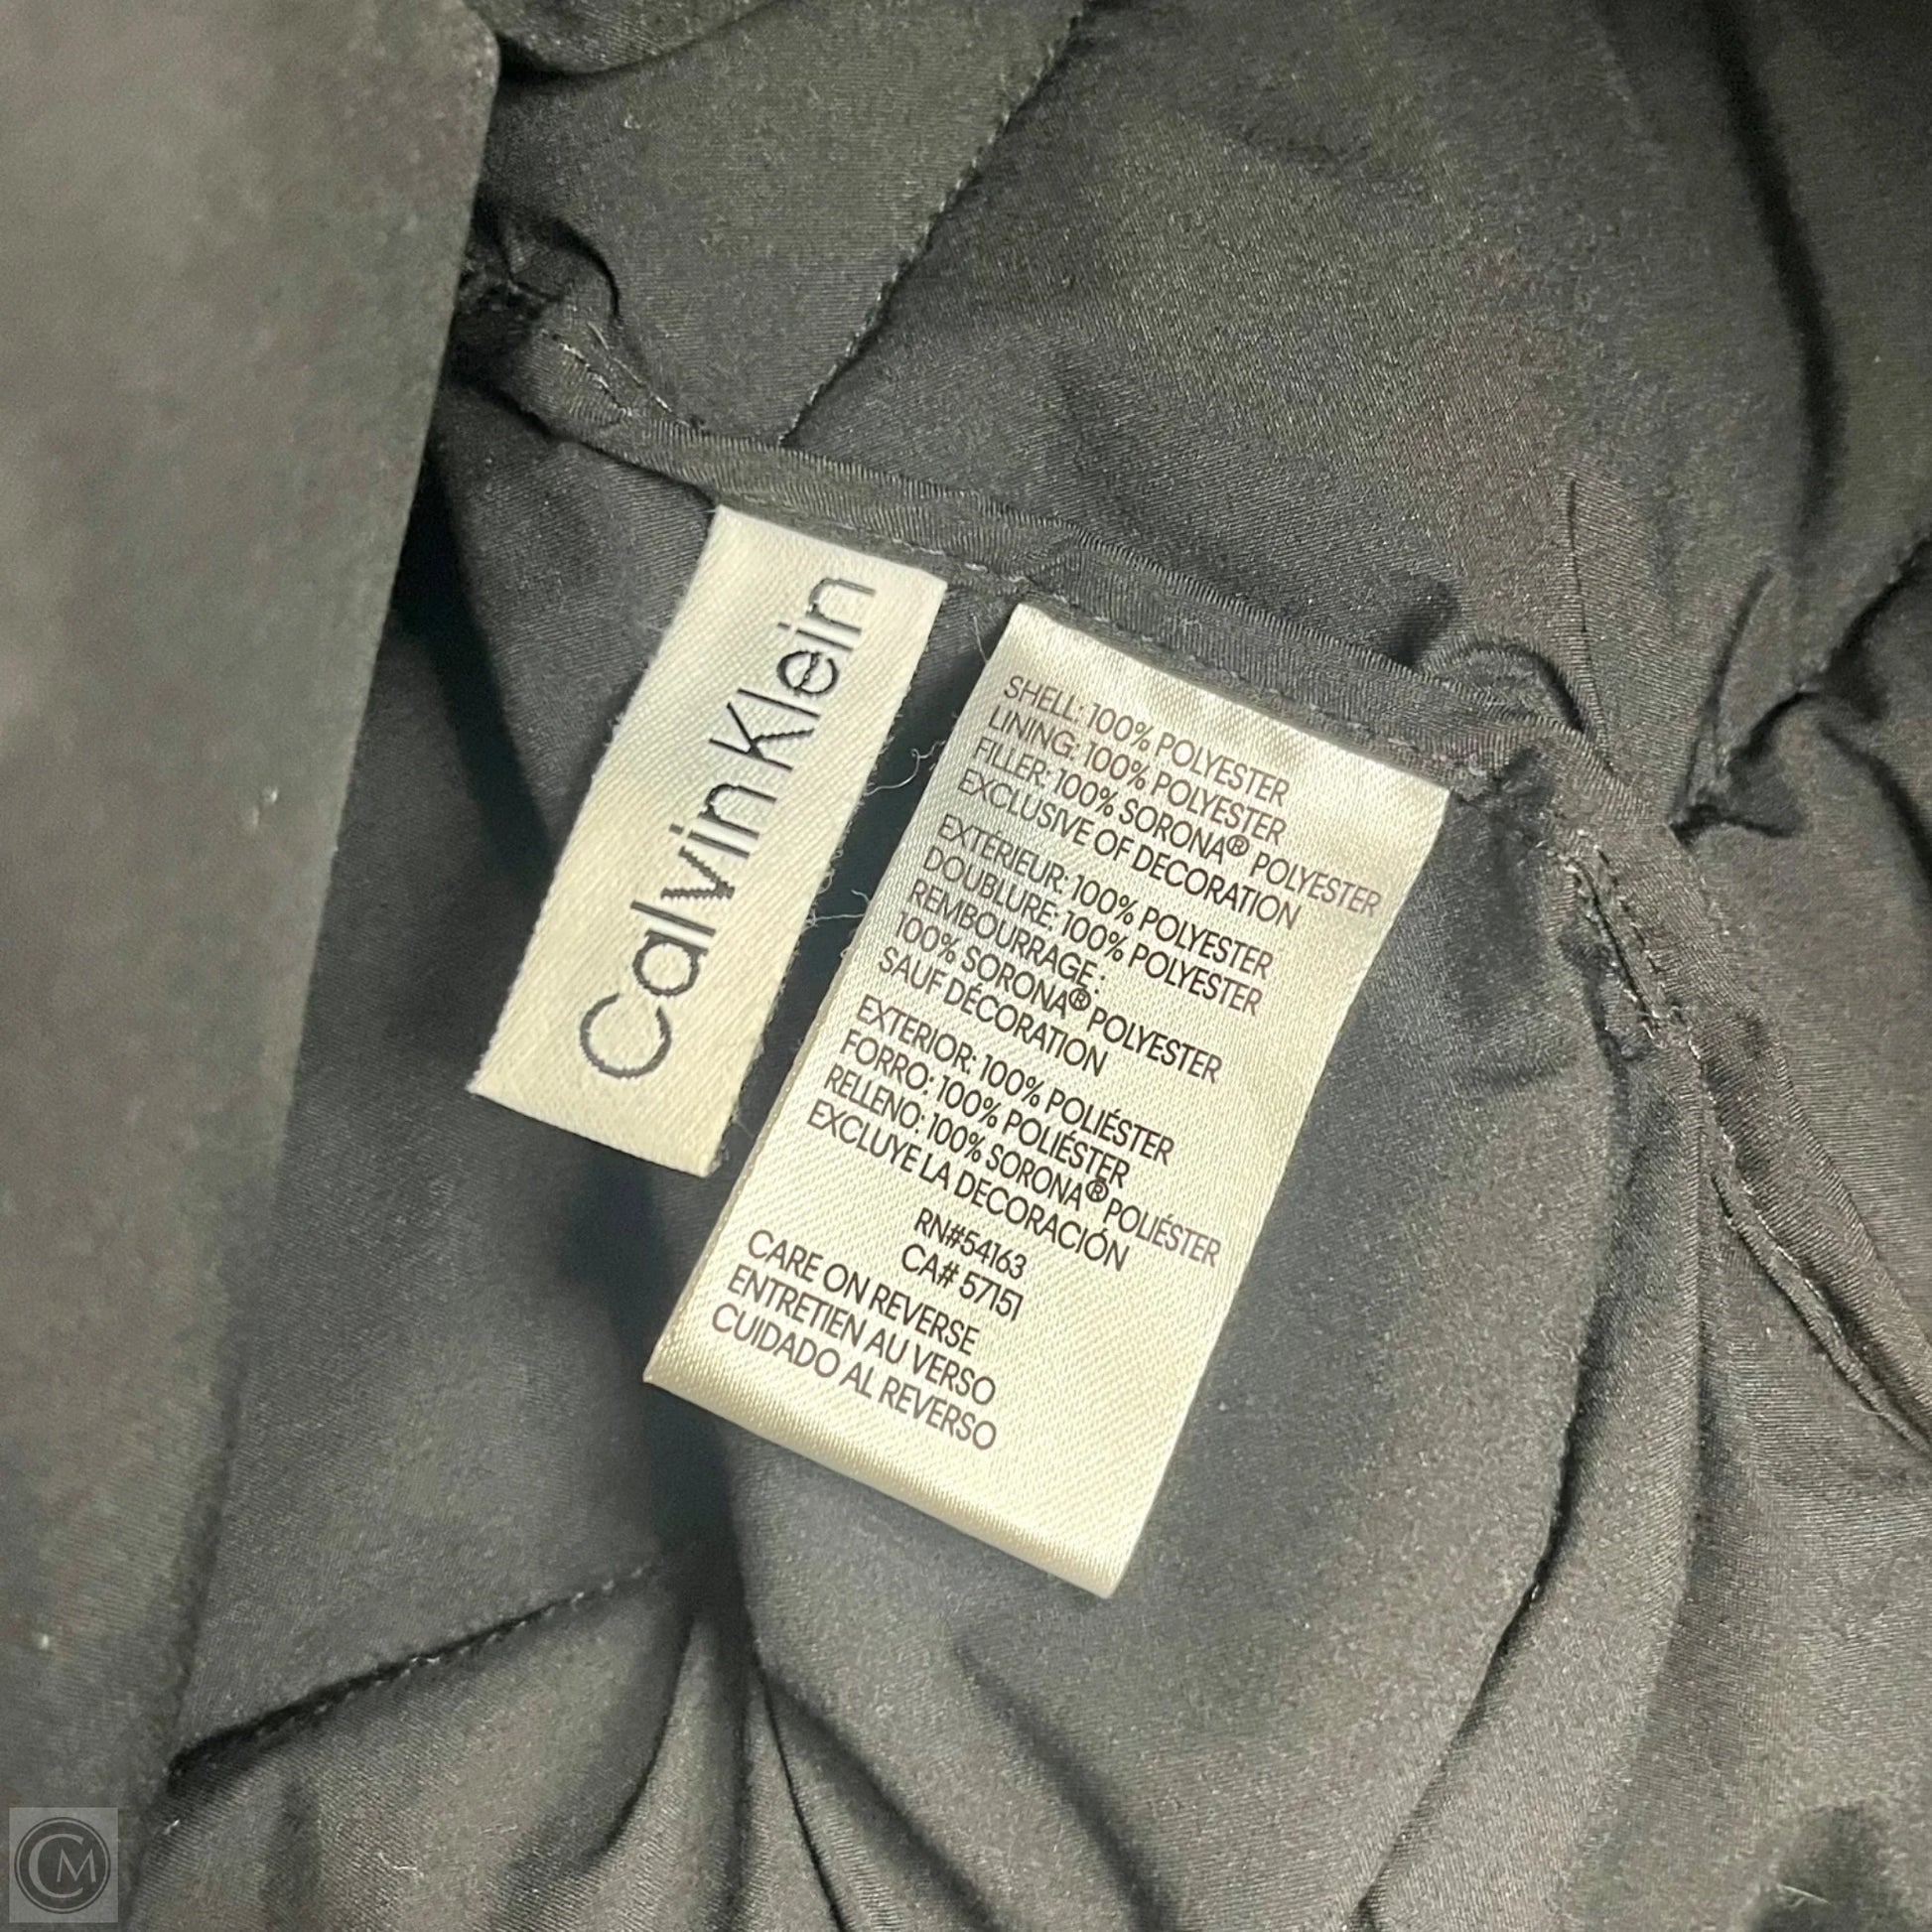 Calvin Klein
SHELL: 100% POLYESTER
LINING: 100% POLYESTER
FILLER: 100% SORONA® POLYESTER
EXCLUSIVE OF DECORATION
EXTÉRIEUR: 100% POLYESTER
DOUBLURE: 100% POLYESTER
REMBOURRAGE :
100% SORONA® POLYESTER
SAUF DÉCORATION
EXTERIOR: 100% POLIÉSTER
FORRO: 100% POLIÉSTER
RELLENO: 100% SORONA® POLIÉSTER
EXCLUYE LA DECORACIÓN
RN#54163
CA# 57151
CARE ON REVERSE
ENTRETIEN AU VERSO
CUIDADO AL REVERSO
CM